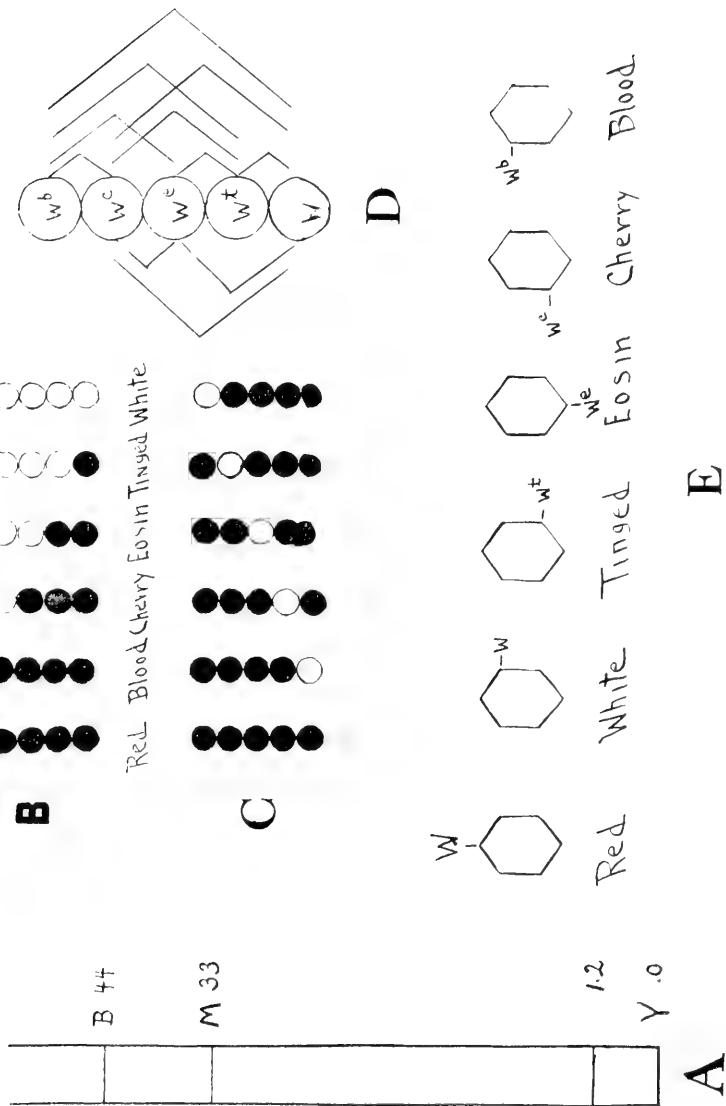 W^b
W^c
W^e
W^t
W
D
B
Red Blood Cherry Eosin Tinged White
C
W
W
W^t
W^e
W^c
W^b
Red White Tinged Eosin Cherry Blood
E
B 44
M 33
1.2
Y .0
A